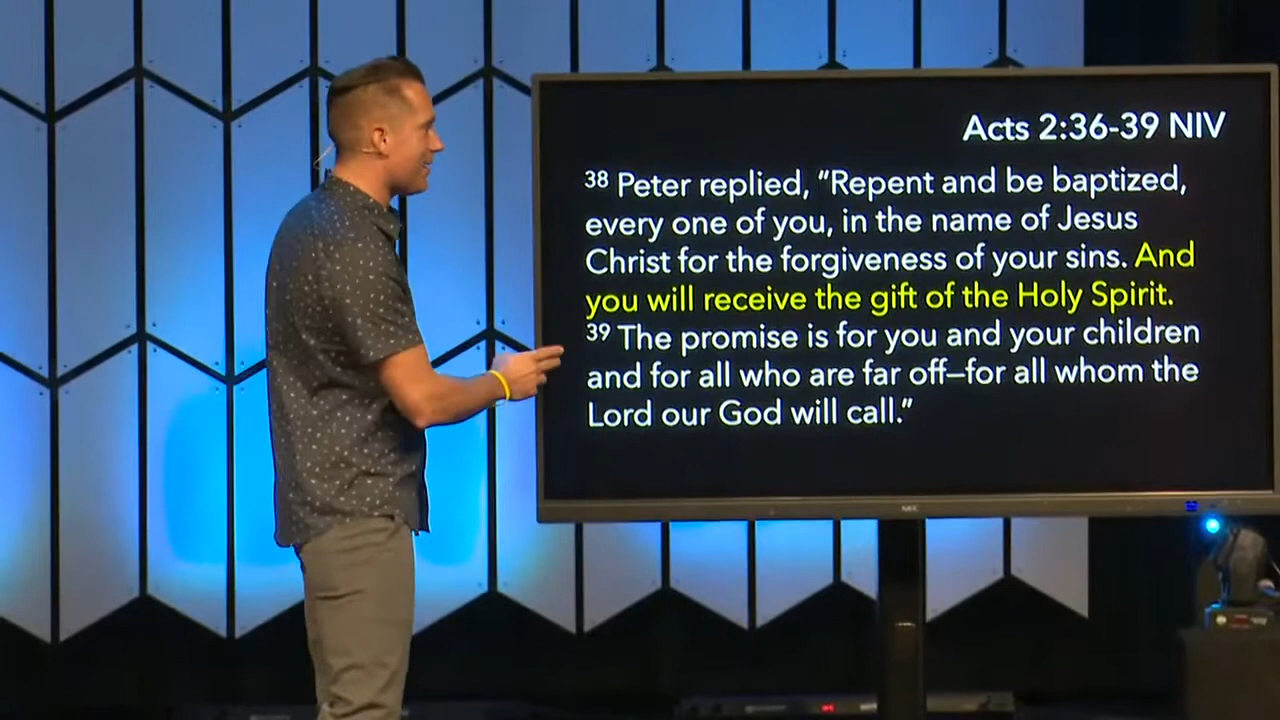 Acts 2:36-39 NIV
38 Peter replied, “Repent and be baptized,
every one of you, in the name of Jesus
Christ for the forgiveness of your sins. And
you will receive the gift of the Holy Spirit.
39 The promise is for you and your children
and for all who are far off—for all whom the
Lord our God will call.”
NEC